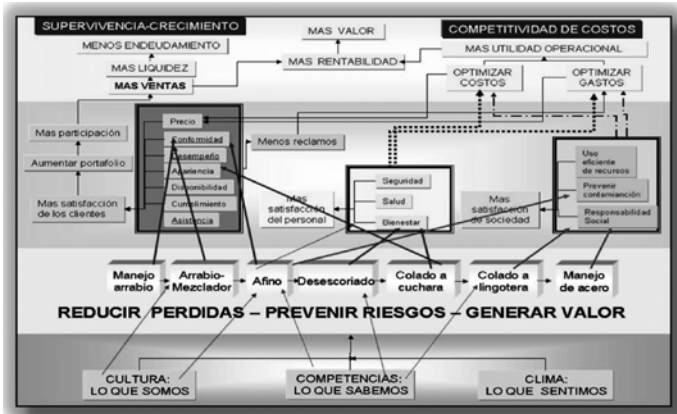 SUPERVIVENCIA-CRECIMIENTO
MAS VALOR
COMPETITIVIDAD DE COSTOS
MENOS ENDEUDAMIENTO
MAS UTILIDAD OPERACIONAL
MAS LIQUIDEZ
MAS RENTABILIDAD
MAS VENTAS
OPTIMIZAR
COSTOS
OPTIMIZAR
GASTOS
Mas participación
Aumentar portafolio
Mas satisfacción
de los clientes
Precio
Conformidad
Desempeño
Apariencia
Disponibilidad
Cumplimiento
Asistencia
Menos reclamos
Mas
satisfacción
del personal
Seguridad
Salud
Bienestar
Mas
satisfacción
de sociedad
Uso
eficiente
de recursos
Prevenir
Responsabilidad
Social
Manejo
arrabio
Arrabio-
Mezclador
Afino
Desescoriado
Colado a
cuchara
Colado a
lingotera
Manejo
de acero
REDUCIR PERDIDAS – PREVENIR RIESGOS – GENERAR VALOR
CULTURA:
LO QUE SOMOS
COMPETENCIAS:
LO QUE SABEMOS
CLIMA:
LO QUE SENTIMOS